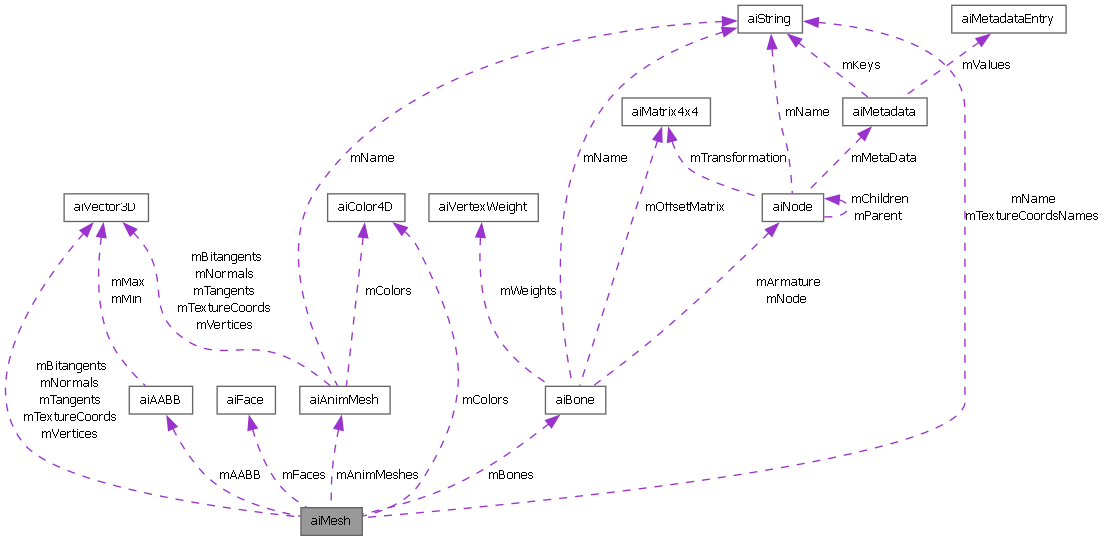 aiString
aiMetadataEntry
mKeys
mValues
aiMatrix4x4
aiMetadata
mName
mName
mName
mTransformation
mMetaData
aiVector3D
aiColor4D
aiVertexWeight
mOffsetMatrix
aiNode
mChildren
mParent
mName
mTextureCoordsNames
mBitangents
mNormals
mTangents
mTextureCoords
mVertices
mMax
mMin
mColors
mWeights
mArmature
mNode
mBitangents
mNormals
mTangents
mTextureCoords
mVertices
aiAABB
aiFace
aiAnimMesh
mColors
aiBone
mAABB
mFaces
mAnimMeshes
mBones
aiMesh